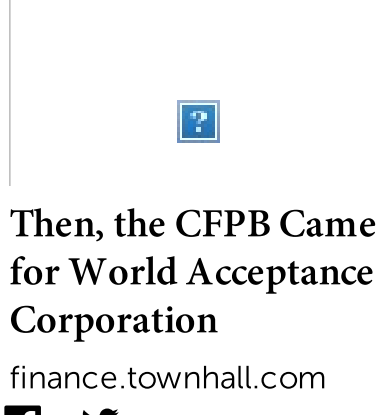 Then, the CFPB Came
for World Acceptance
Corporation
finance.townhall.com